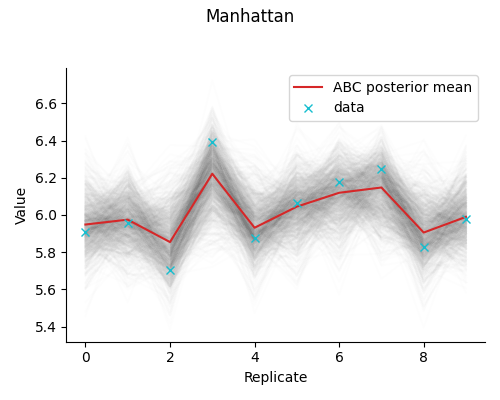 Manhattan
ABC posterior mean
data
Value
6.6
6.4
6.2
6.0
5.8
5.6
5.4
0 2 4 6 8
Replicate